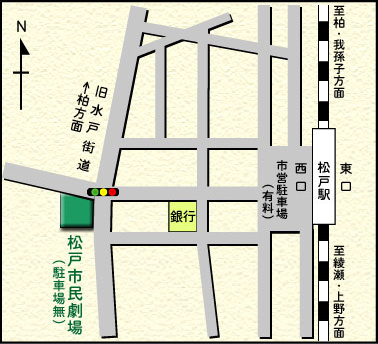 N
至柏・我孫子方面
旧水戸街道
↑柏方面
東口
松戸駅
西口
市営駐車場
(有料)
銀行
松戸市民劇場
(駐車場無)
至綾瀬・上野方面